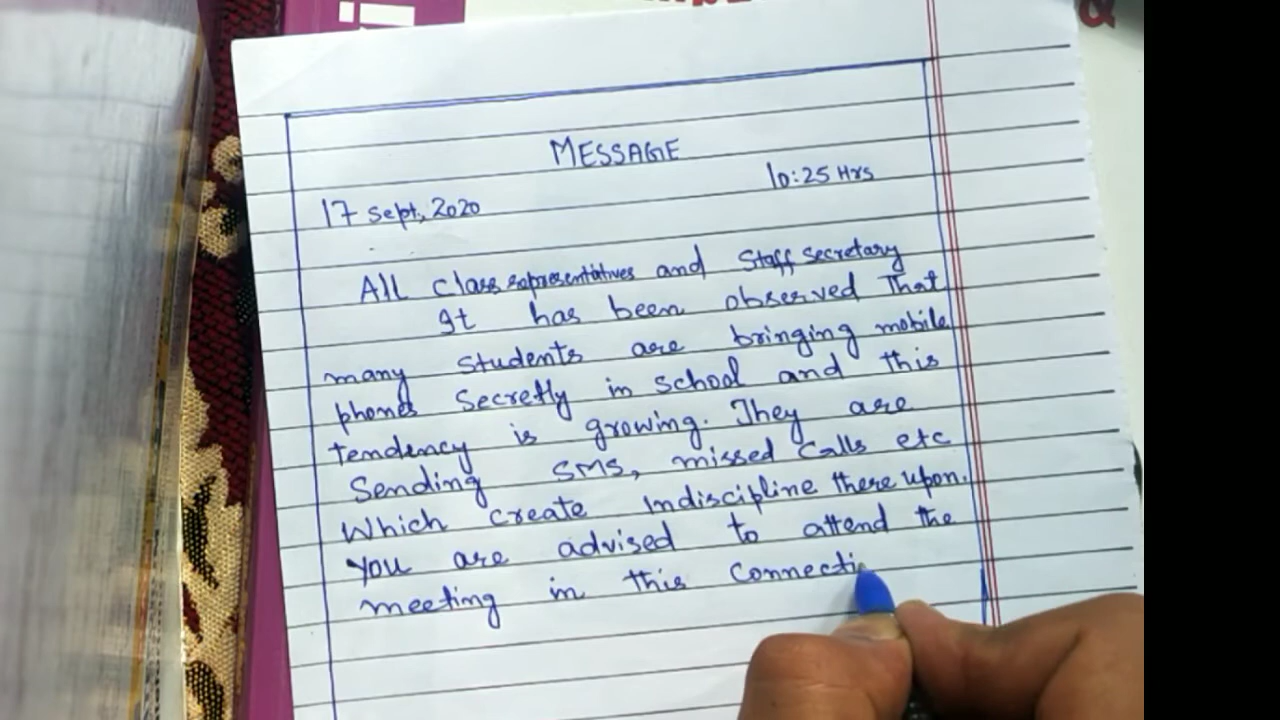 MESSAGE
10:25 Hrs
17 Sept, 2020
All class representatives and Staff secretary
It has been observed That
many students are bringing mobile
phones secretly in school and this
tendency is growing. They are
Sending SMS, missed Calls etc
Which create Indiscipline there upon.
You are advised to attend the
meeting in this Connecti